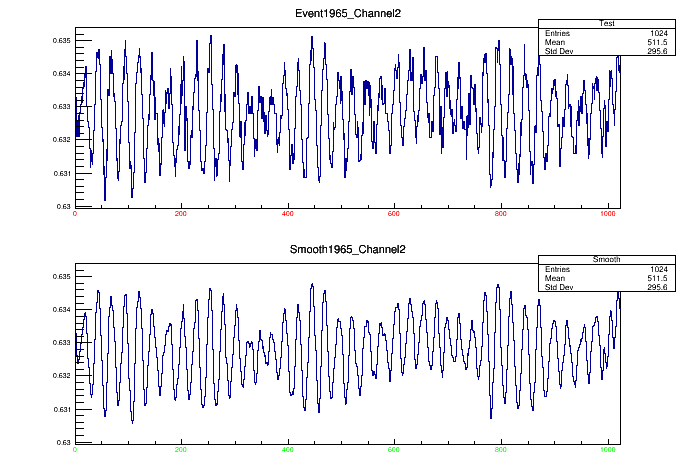 Event1965_Channel2
Test
Entries 1024
Mean 511.5
Std Dev 295.6
0.635
0.634
0.633
0.632
0.631
0.63
0 200 400 600 800 1000
Smooth1965_Channel2
Smooth
Entries 1024
Mean 511.5
Std Dev 295.6
0.635
0.634
0.633
0.632
0.631
0.63
0 200 400 600 800 1000